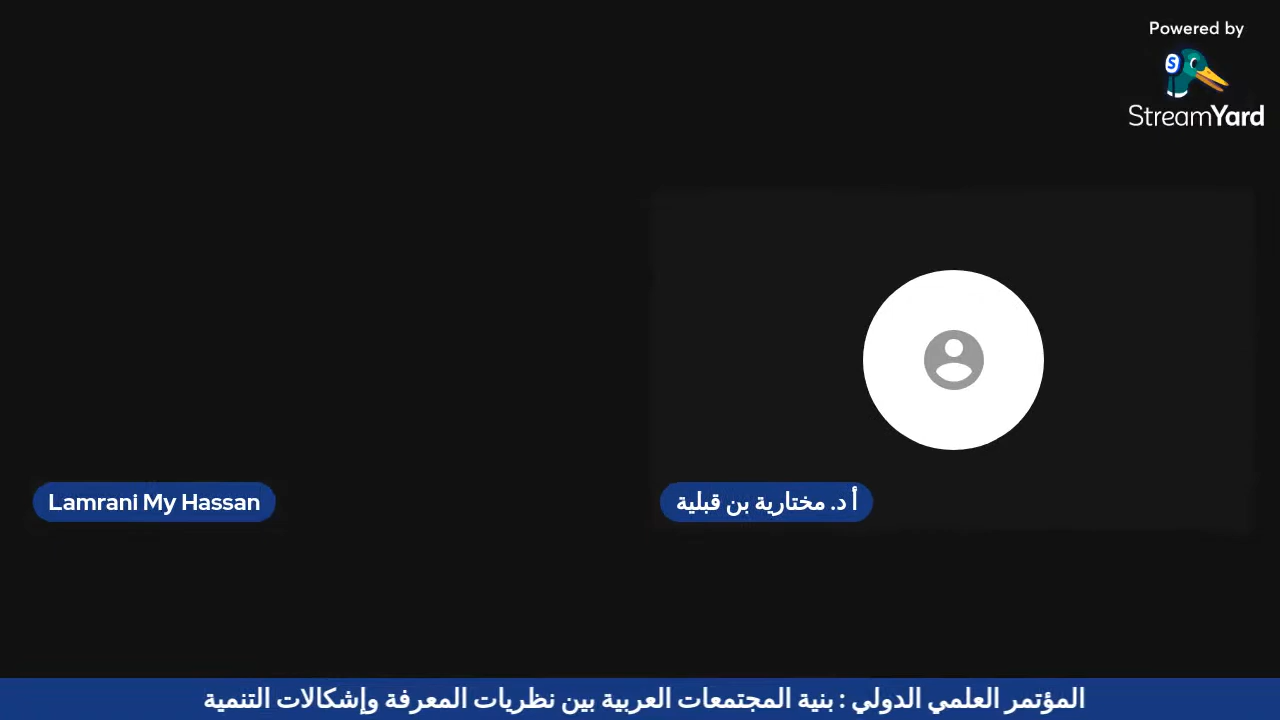 Powered by
StreamYard
Lamrani My Hassan
أ د. مختارية بن قبلية
المؤتمر العلمي الدولي : بنية المجتمعات العربية بين نظريات المعرفة وإشكالات التنمية